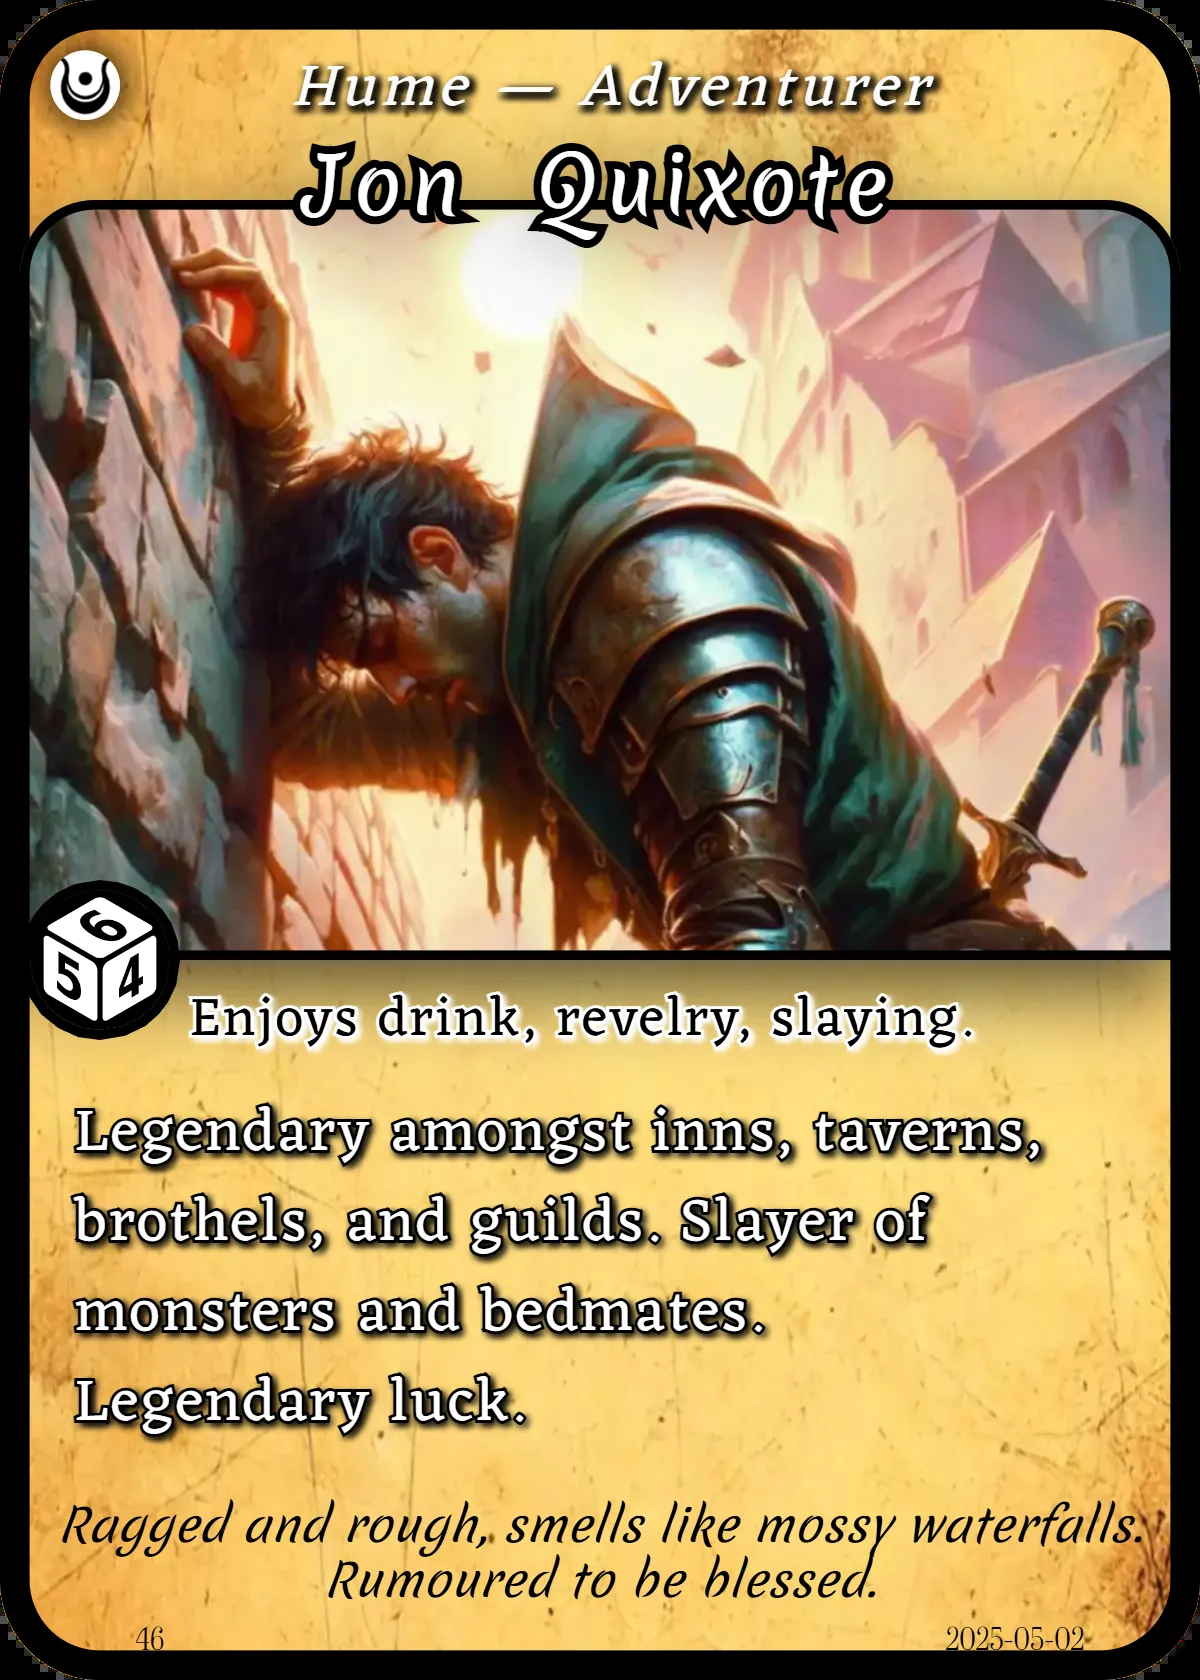 Hume — Adventurer
Jon Quixote
6
5 4
Enjoys drink, revelry, slaying.
Legendary amongst inns, taverns,
brothels, and guilds. Slayer of
monsters and bedmates.
Legendary luck.
Ragged and rough, smells like mossy waterfalls.
Rumoured to be blessed.
46 2025-05-02